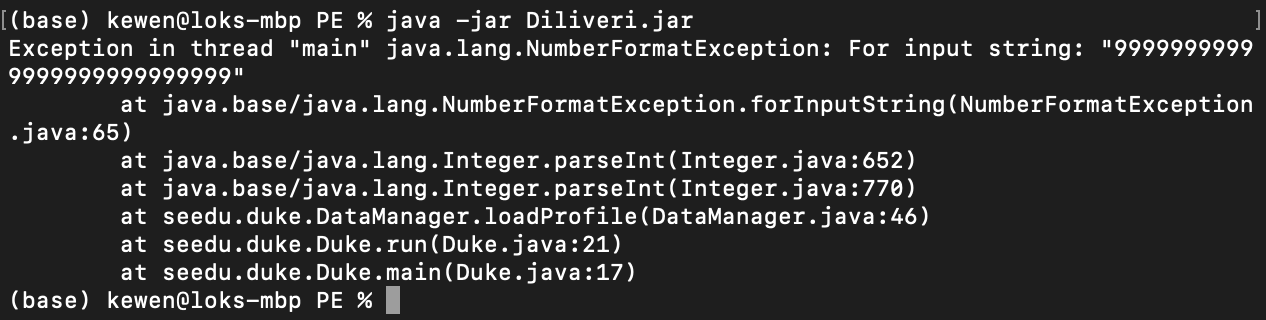 [(base) kewen@loks-mbp PE % java -jar Diliveri.jar ]
Exception in thread "main" java.lang.NumberFormatException: For input string: "9999999999
9999999999999999"
        at java.base/java.lang.NumberFormatException.forInputString(NumberFormatException
.java:65)
        at java.base/java.lang.Integer.parseInt(Integer.java:652)
        at java.base/java.lang.Integer.parseInt(Integer.java:770)
        at seedu.duke.DataManager.loadProfile(DataManager.java:46)
        at seedu.duke.Duke.run(Duke.java:21)
        at seedu.duke.Duke.main(Duke.java:17)
(base) kewen@loks-mbp PE %